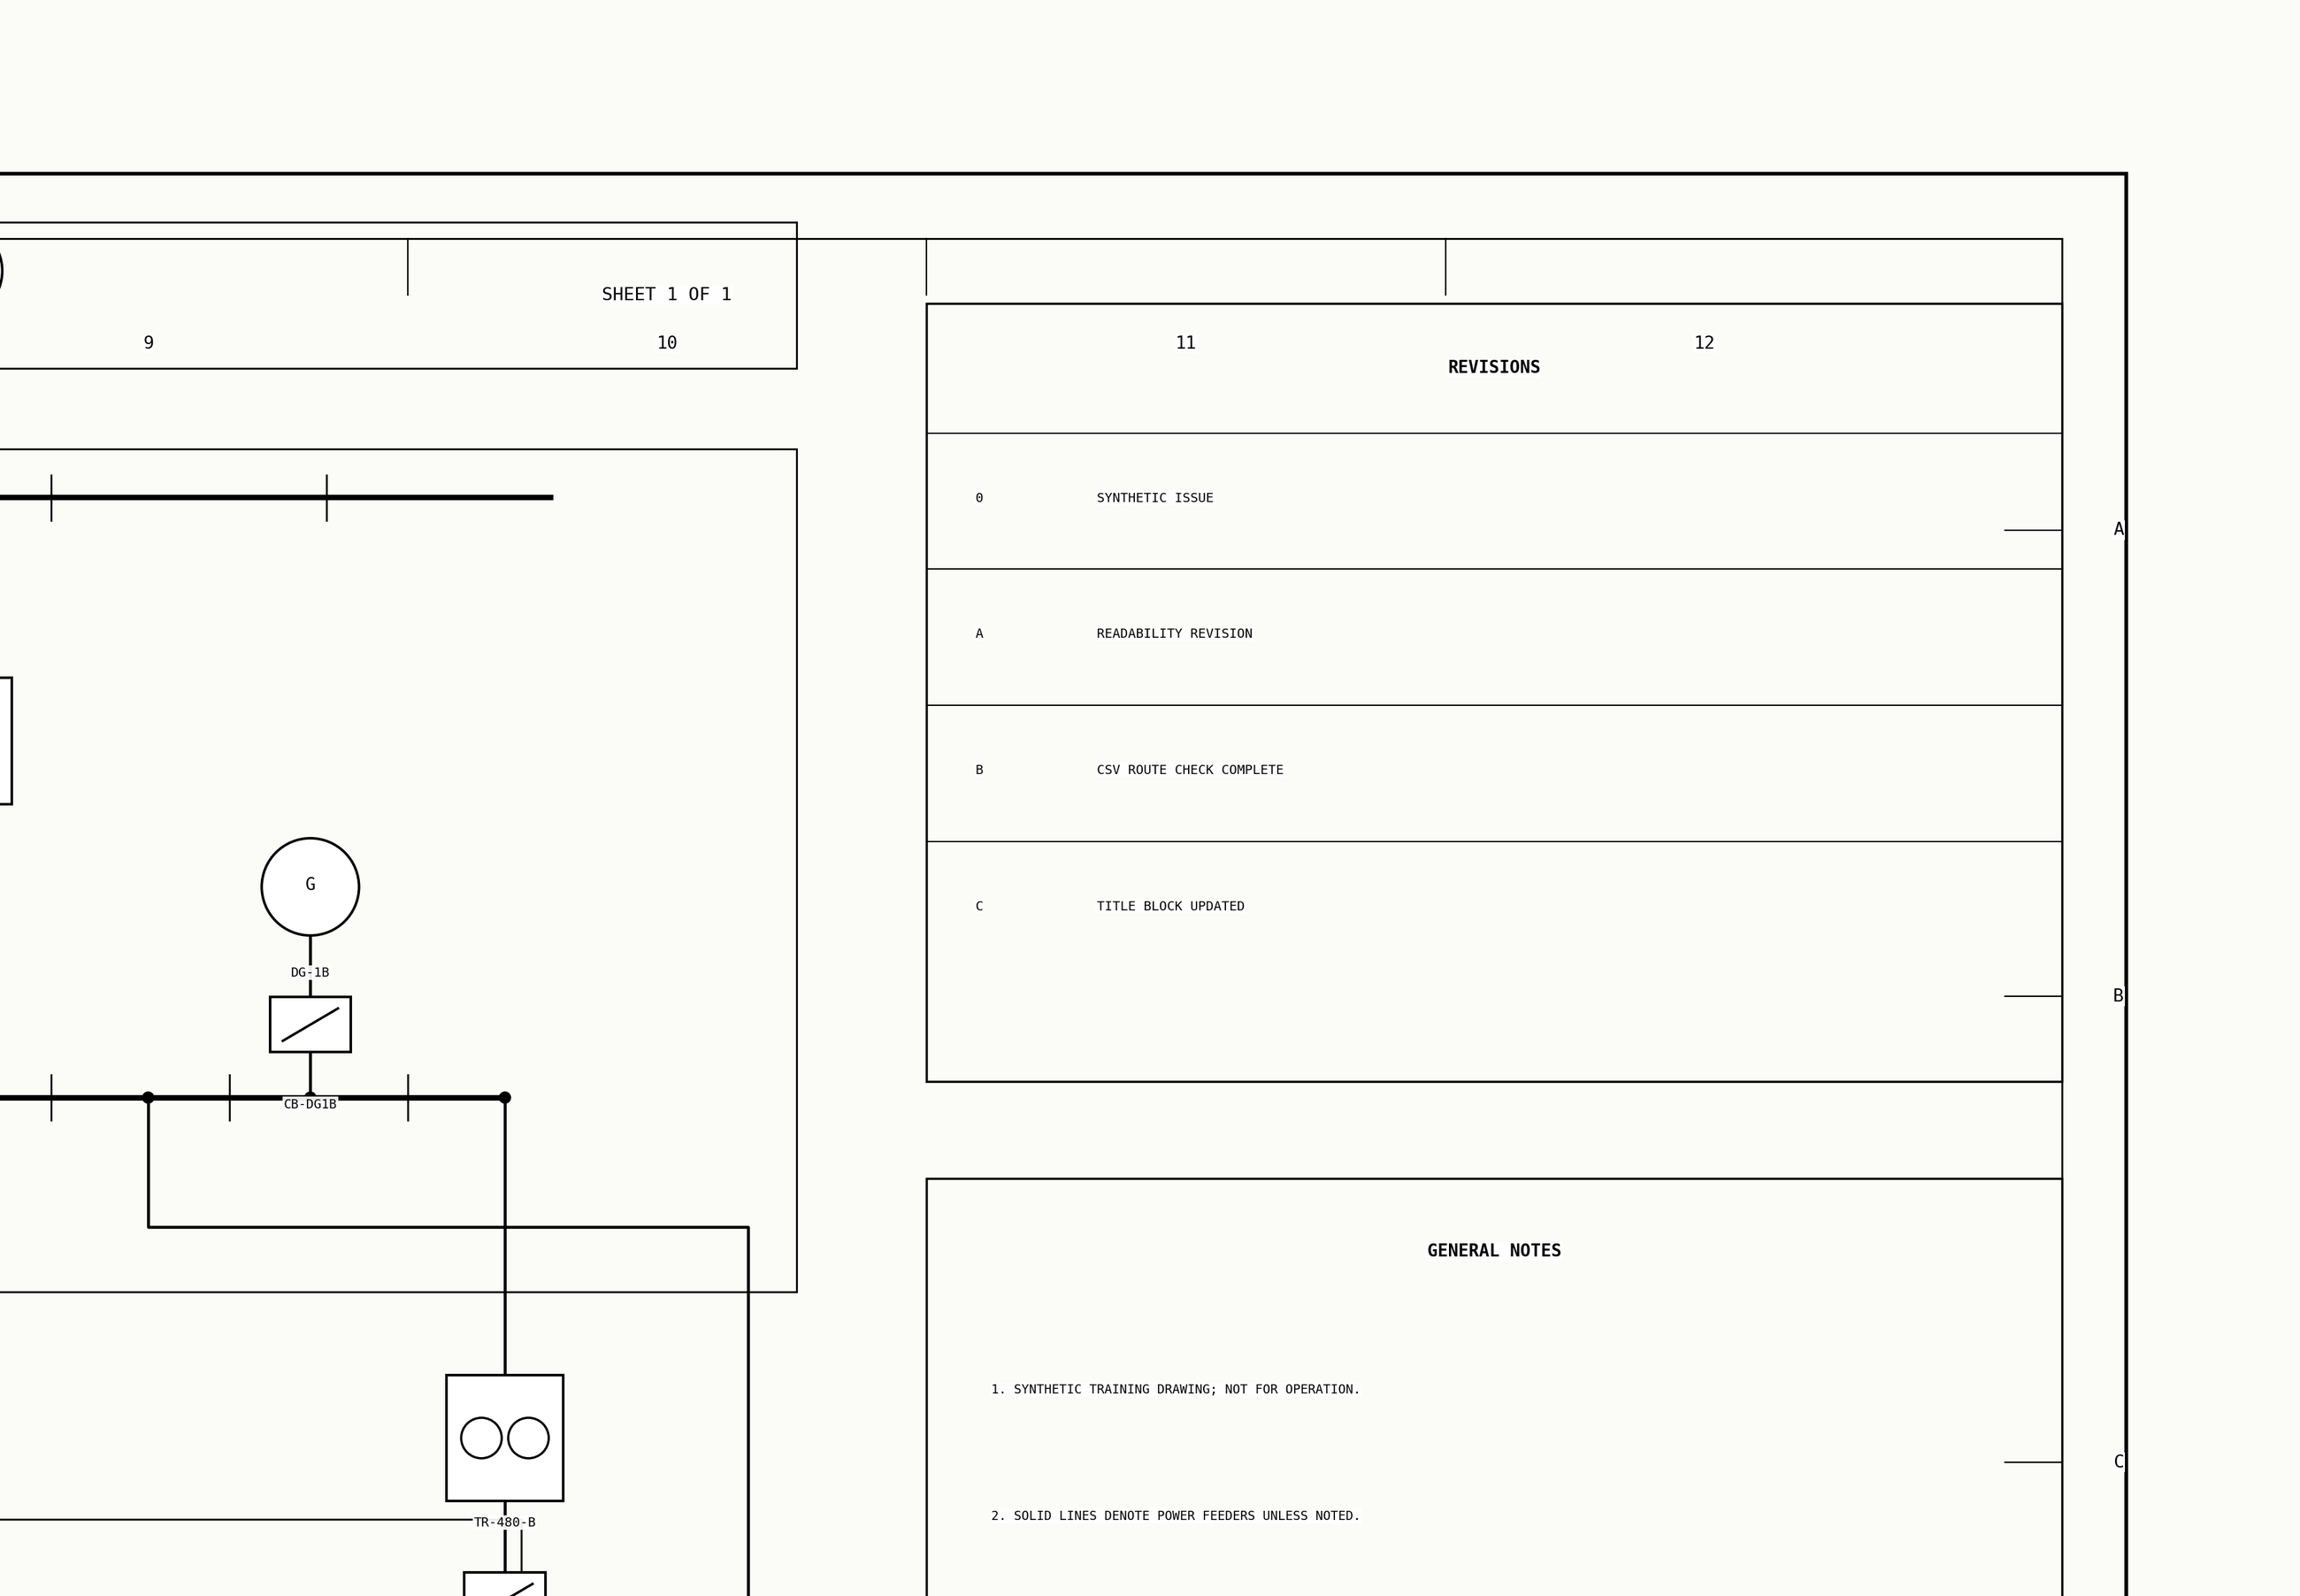 SHEET 1 OF 1
9
10
11
12
REVISIONS
0 SYNTHETIC ISSUE
A
A READABILITY REVISION
B CSV ROUTE CHECK COMPLETE
G
C TITLE BLOCK UPDATED
DG-1B
B
CB-DG1B
GENERAL NOTES
1. SYNTHETIC TRAINING DRAWING; NOT FOR OPERATION.
C
2. SOLID LINES DENOTE POWER FEEDERS UNLESS NOTED.
TR-480-B